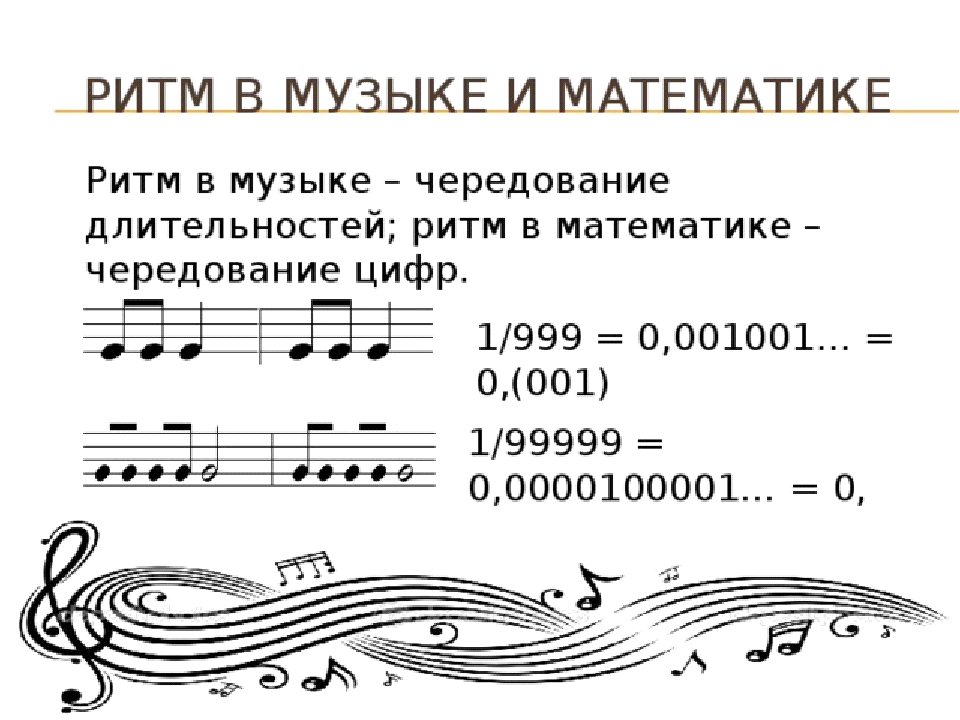 РИТМ В МУЗЫКЕ И МАТЕМАТИКЕ
Ритм в музыке – чередование
длительностей; ритм в математике –
чередование цифр.
1/999 = 0,001001… =
0,(001)
1/99999 =
0,0000100001… = 0,